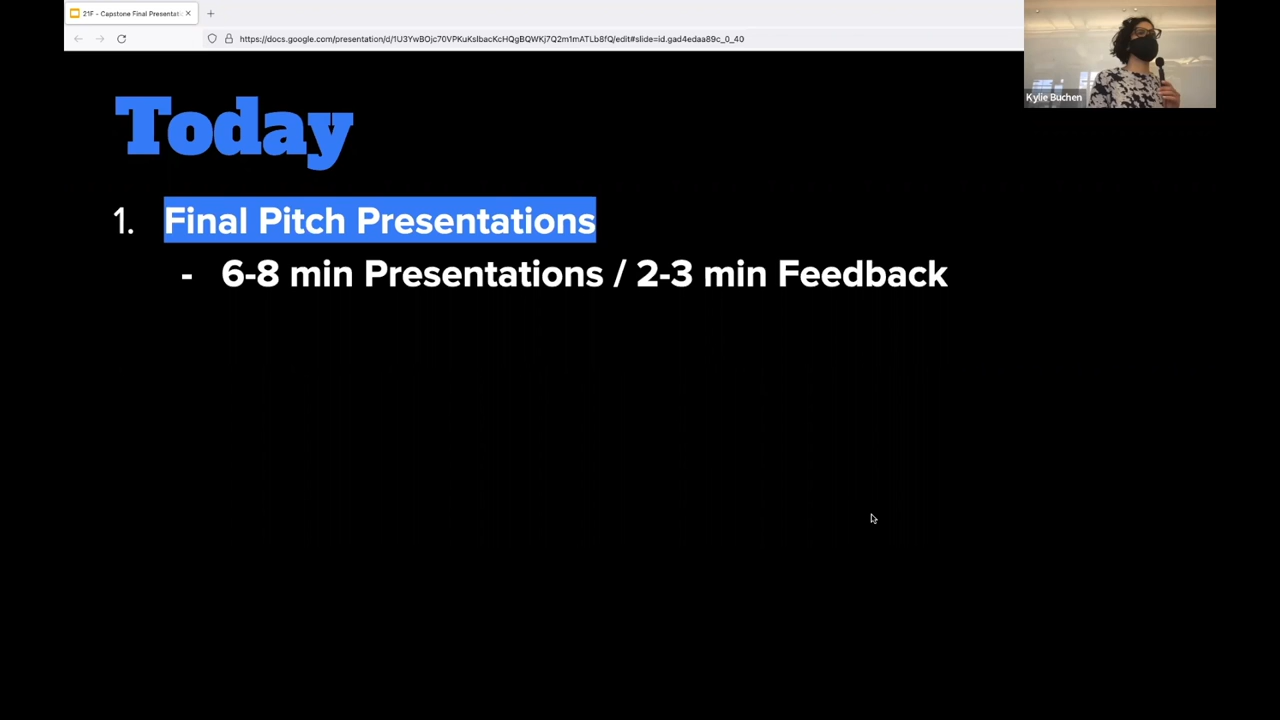 21F - Capstone Final Presentat
https://docs.google.com/presentation/d/1U3YwBOjc70VPKuKslbacKcHQgBQWKj7Q2m1mATLb8fQ/edit#slide=id.gad4edaa89c_0_40
Kylie Buchen
Today
1. Final Pitch Presentations
- 6-8 min Presentations / 2-3 min Feedback